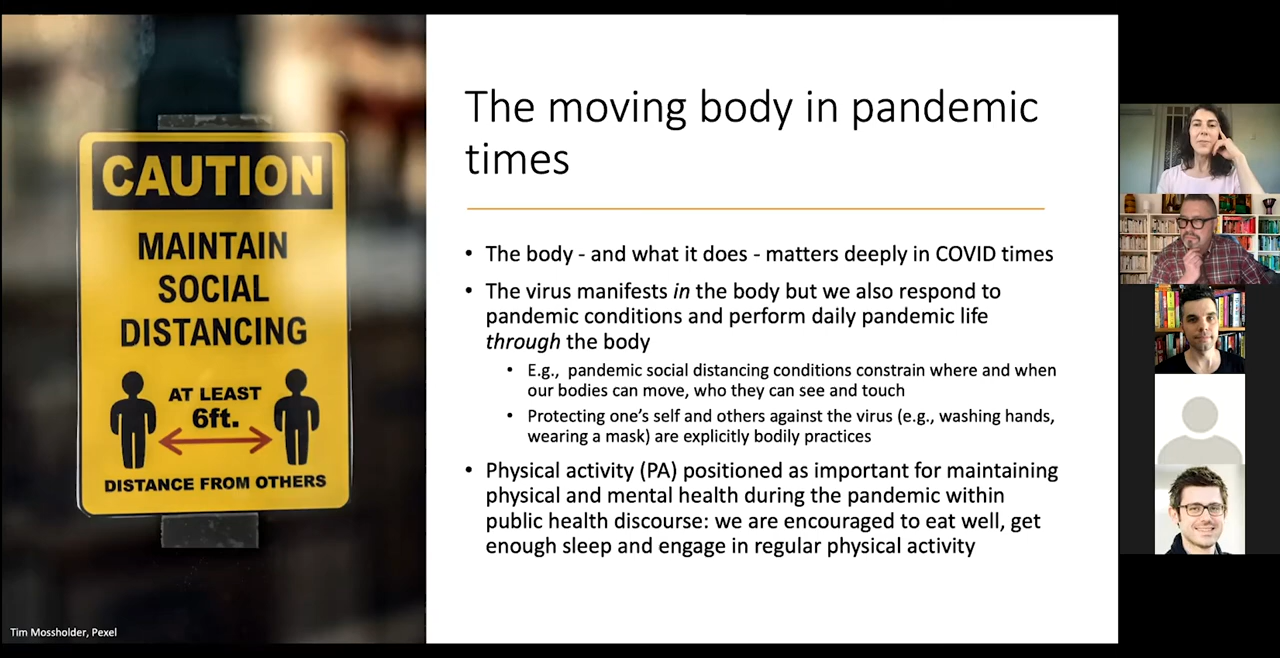 CAUTION
MAINTAIN
SOCIAL
DISTANCING
AT LEAST
6ft.
DISTANCE FROM OTHERS
Tim Mossholder, Pexel
The moving body in pandemic
times
• The body - and what it does - matters deeply in COVID times
• The virus manifests in the body but we also respond to
pandemic conditions and perform daily pandemic life
through the body
• E.g., pandemic social distancing conditions constrain where and when
our bodies can move, who they can see and touch
• Protecting one's self and others against the virus (e.g., washing hands,
wearing a mask) are explicitly bodily practices
• Physical activity (PA) positioned as important for maintaining
physical and mental health during the pandemic within
public health discourse: we are encouraged to eat well, get
enough sleep and engage in regular physical activity